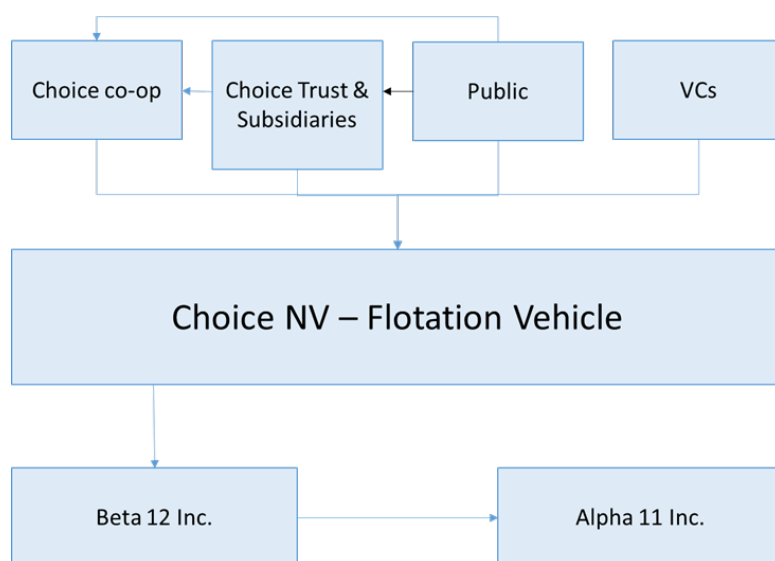 Choice co-op
Choice Trust &
Subsidiaries
Public
VCs
Choice NV – Flotation Vehicle
Beta 12 Inc.
Alpha 11 Inc.